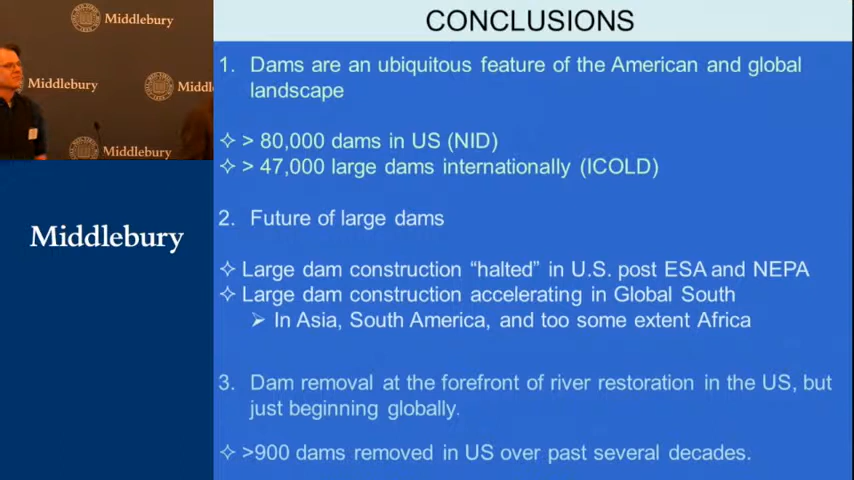 CONCLUSIONS
1. Dams are an ubiquitous feature of the American and global
landscape
> 80,000 dams in US (NID)
> 47,000 large dams internationally (ICOLD)
2. Future of large dams
Large dam construction “halted” in U.S. post ESA and NEPA
Large dam construction accelerating in Global South
In Asia, South America, and too some extent Africa
3. Dam removal at the forefront of river restoration in the US, but
just beginning globally.
>900 dams removed in US over past several decades.
Middlebury
Middlebury
Middl
Middlebury
Middlebury